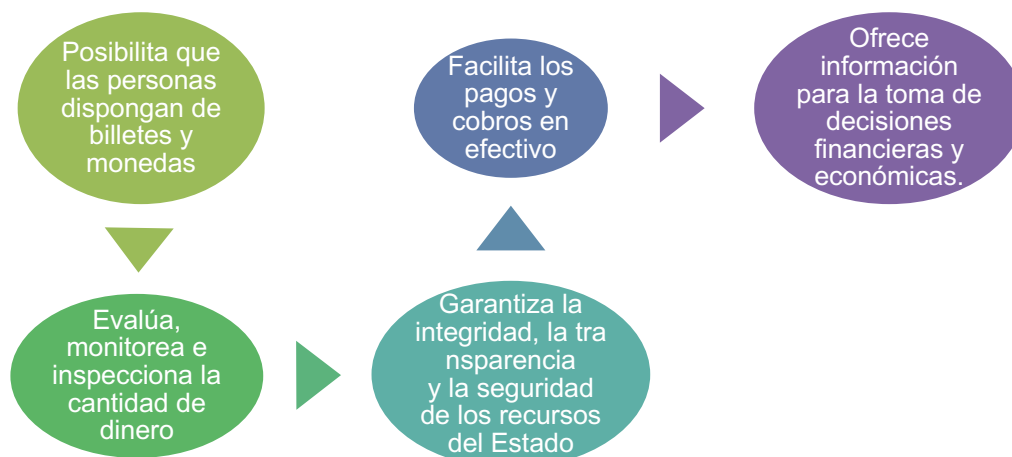 Posibilita que
las personas
dispongan de
billetes y
monedas
Evalúa,
monitorea e
inspecciona la
cantidad de
dinero
Garantiza la
integridad, la tra
nsparencia
y la seguridad
de los recursos
del Estado
Facilita los
pagos y
cobros en
efectivo
Ofrece
información
para la toma de
decisiones
financieras y
económicas.